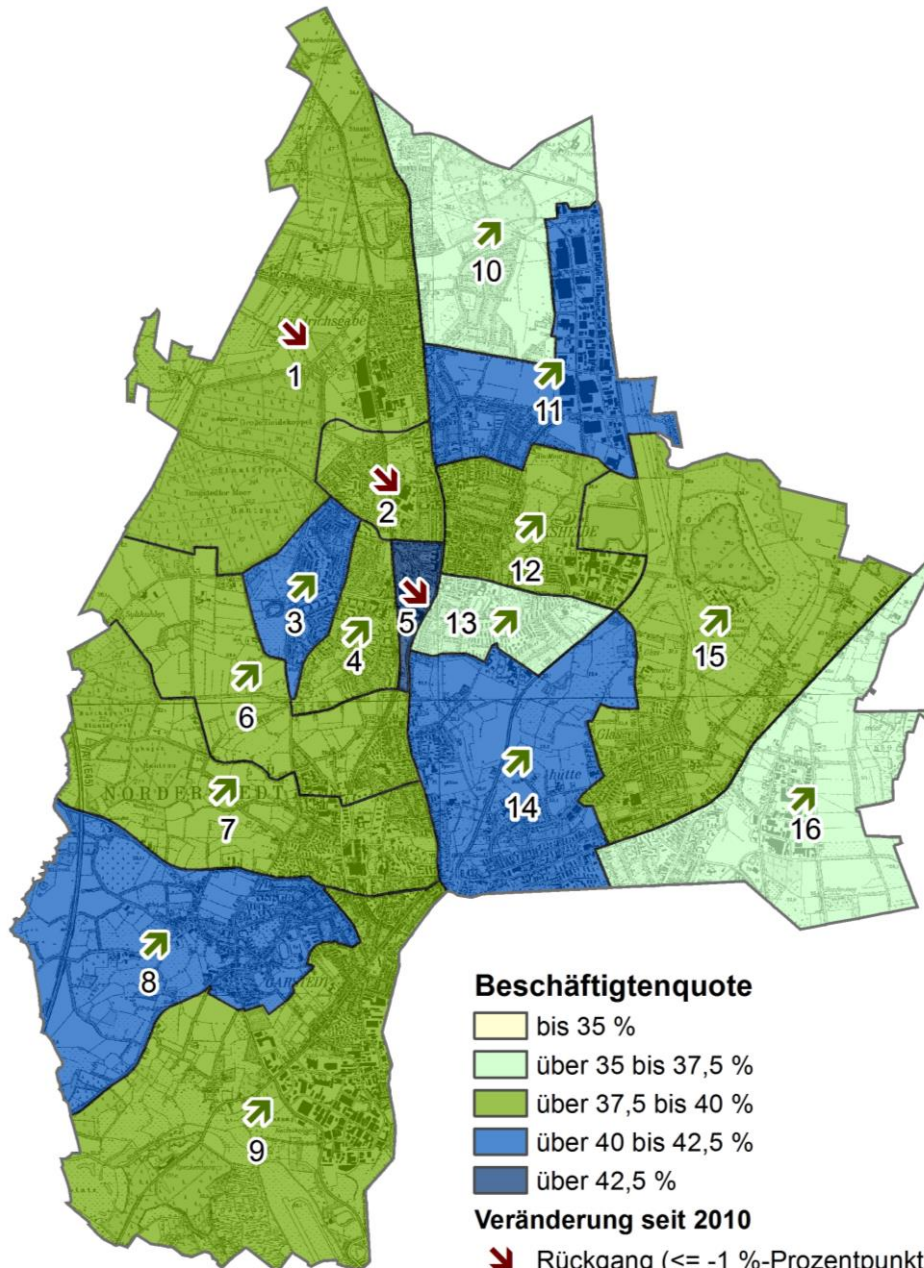 10
1
11
2
12
3
5
13
4
15
6
NORDERSTEDT
14
7
16
8
GARSTEDT
9
Beschäftigtenquote
bis 35 %
über 35 bis 37,5 %
über 37,5 bis 40 %
über 40 bis 42,5 %
über 42,5 %
Veränderung seit 2010
Rückgang (<= -1 %-Prozentpunkt